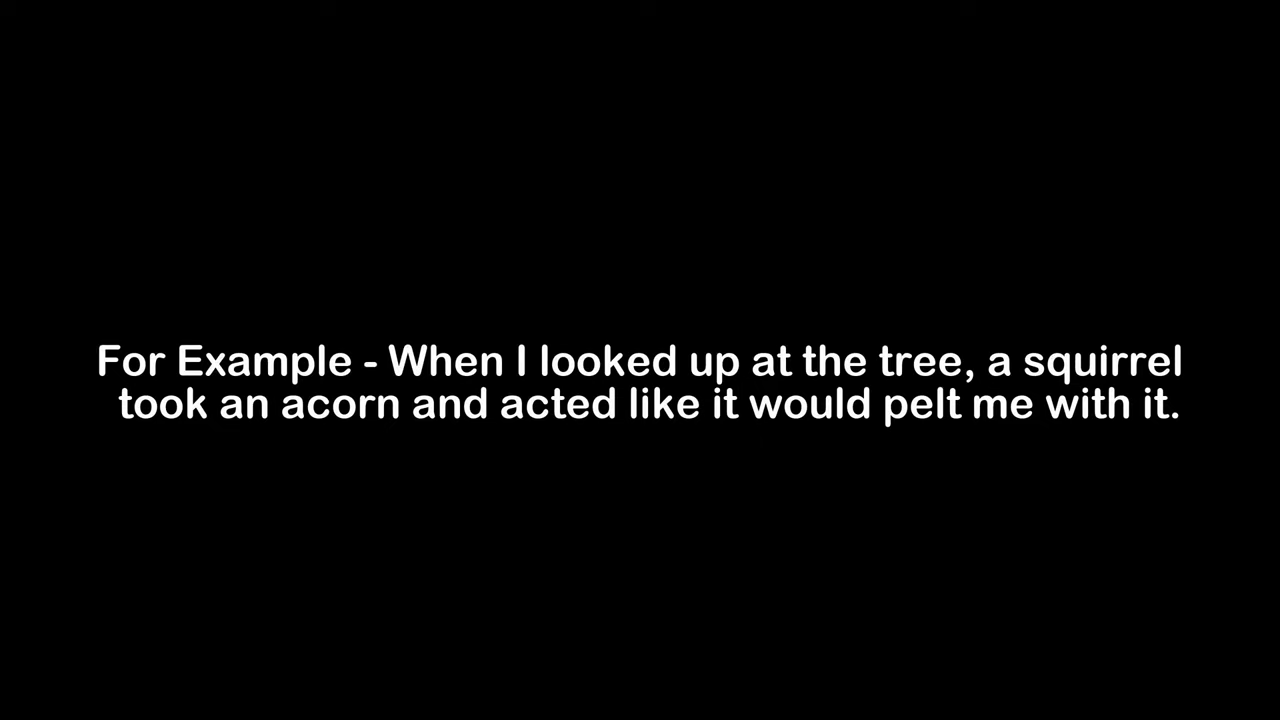 For Example - When I looked up at the tree, a squirrel
took an acorn and acted like it would pelt me with it.